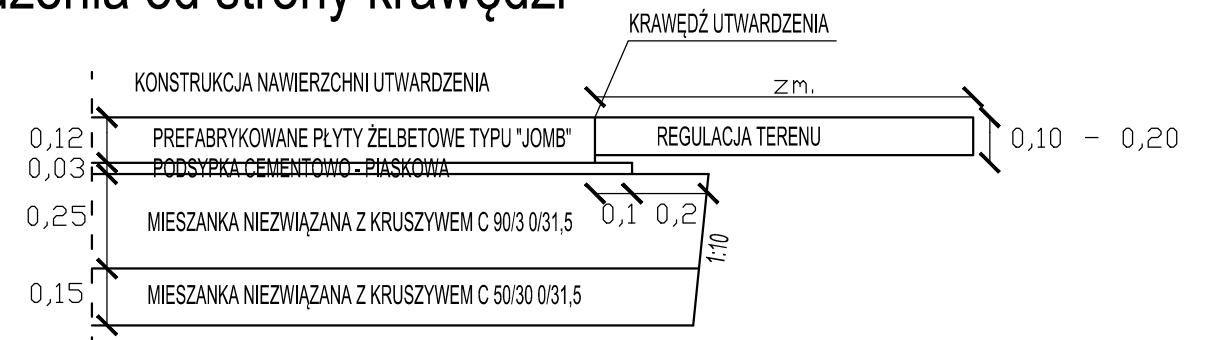 od strony krawędzi
KRAWĘDŹ UTWARDZENIA
KONSTRUKCJA NAWIERZCHNI UTWARDZENIA
zm.
0,12
PREFABRYKOWANE PŁYTY ŻELBETOWE TYPU "JOMB"
REGULACJA TERENU
0,10 - 0,20
0,03
PODSYPKA CEMENTOWO - PIASKOWA
0,25
MIESZANKA NIEZWIĄZANA Z KRUSZYWEM C 90/3 0/31,5
0,1
0,2
1:10
0,15
MIESZANKA NIEZWIĄZANA Z KRUSZYWEM C 50/30 0/31,5